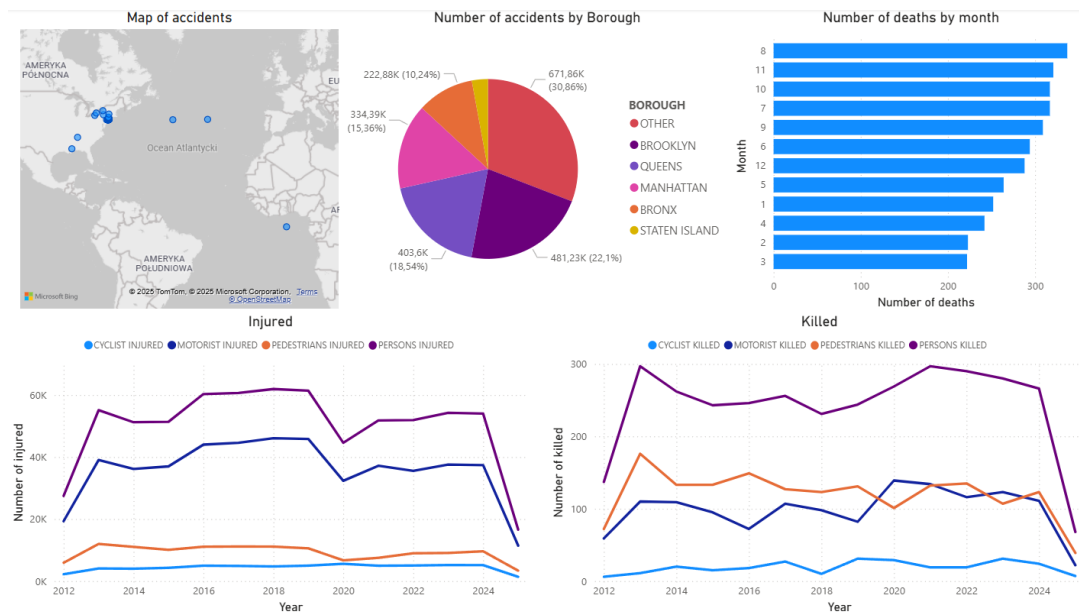 Map of accidents
AMERYKA
PÓŁNOCNA
EU
Ocean Atlantycki
AF
AMERYKA
POŁUDNIOWA
Microsoft Bing
© 2025 TomTom, © 2025 Microsoft Corporation, Terms
© OpenStreetMap
Number of accidents by Borough
222,88K (10,24%)
671,86K
(30,86%)
334,39K
(15,36%)
403,6K
(18,54%)
481,23K (22,1%)
BOROUGH
OTHER
BROOKLYN
QUEENS
MANHATTAN
BRONX
STATEN ISLAND
Number of deaths by month
Month
8
11
10
7
9
6
12
5
1
4
2
3
0
100
200
300
Number of deaths
Injured
CYCLIST INJURED MOTORIST INJURED PEDESTRIANS INJURED PERSONS INJURED
Number of injured
60K
40K
20K
0K
2012 2014 2016 2018 2020 2022 2024
Year
Killed
CYCLIST KILLED MOTORIST KILLED PEDESTRIANS KILLED PERSONS KILLED
Number of killed
300
200
100
0
2012 2014 2016 2018 2020 2022 2024
Year